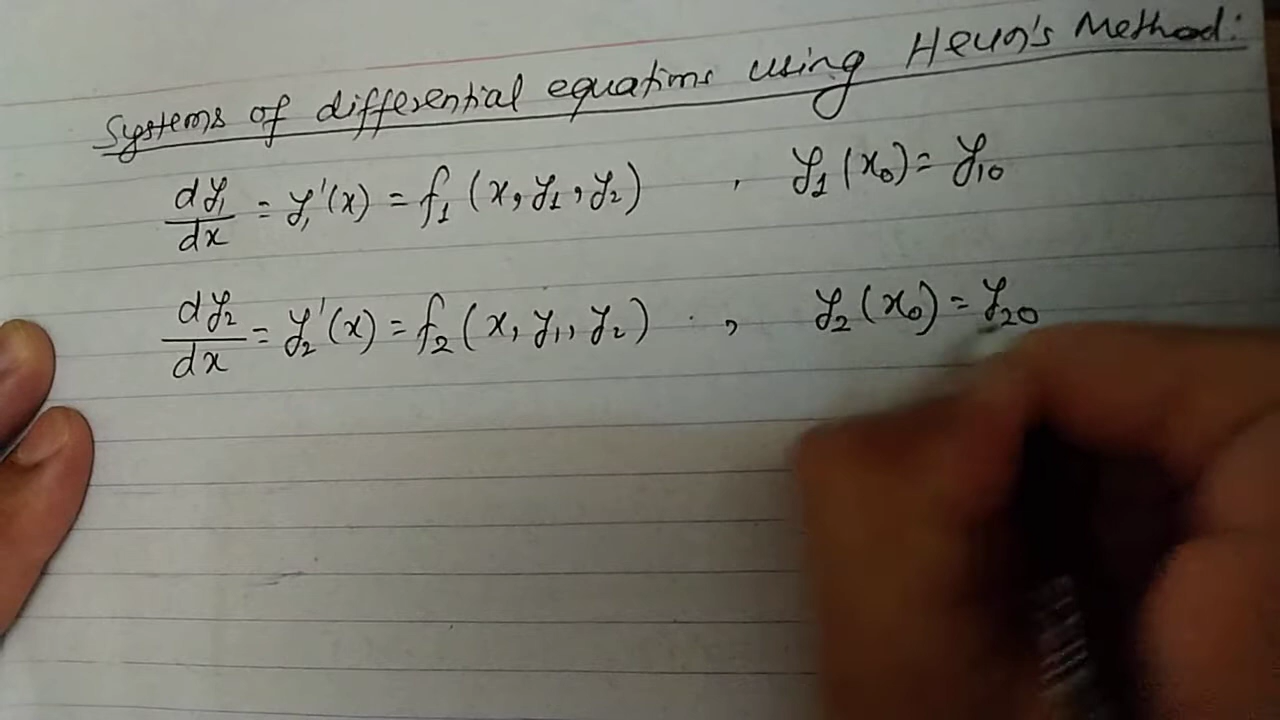 Systems of differential equations using Heun's Method:
dy₁/dx = y₁'(x) = f₁(x, y₁, y₂) , y₁(x₀) = y₁₀
dy₂/dx = y₂'(x) = f₂(x, y₁, y₂) , y₂(x₀) = y₂₀